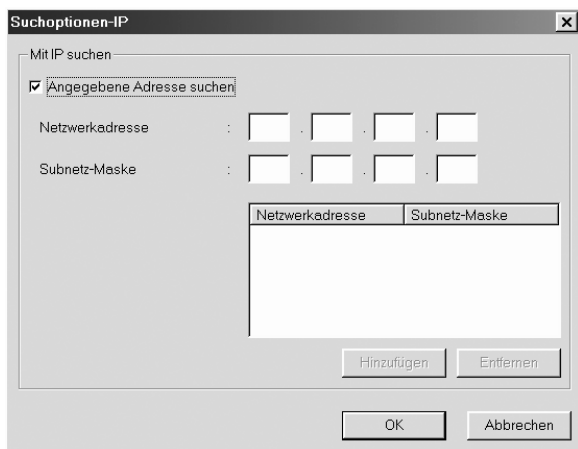 Suchoptionen-IP
Mit IP suchen
Angegebene Adresse suchen
Netzwerkadresse : . . .
Subnetz-Maske : . . .
Netzwerkadresse Subnetz-Maske
Hinzufügen Entfernen
OK Abbrechen